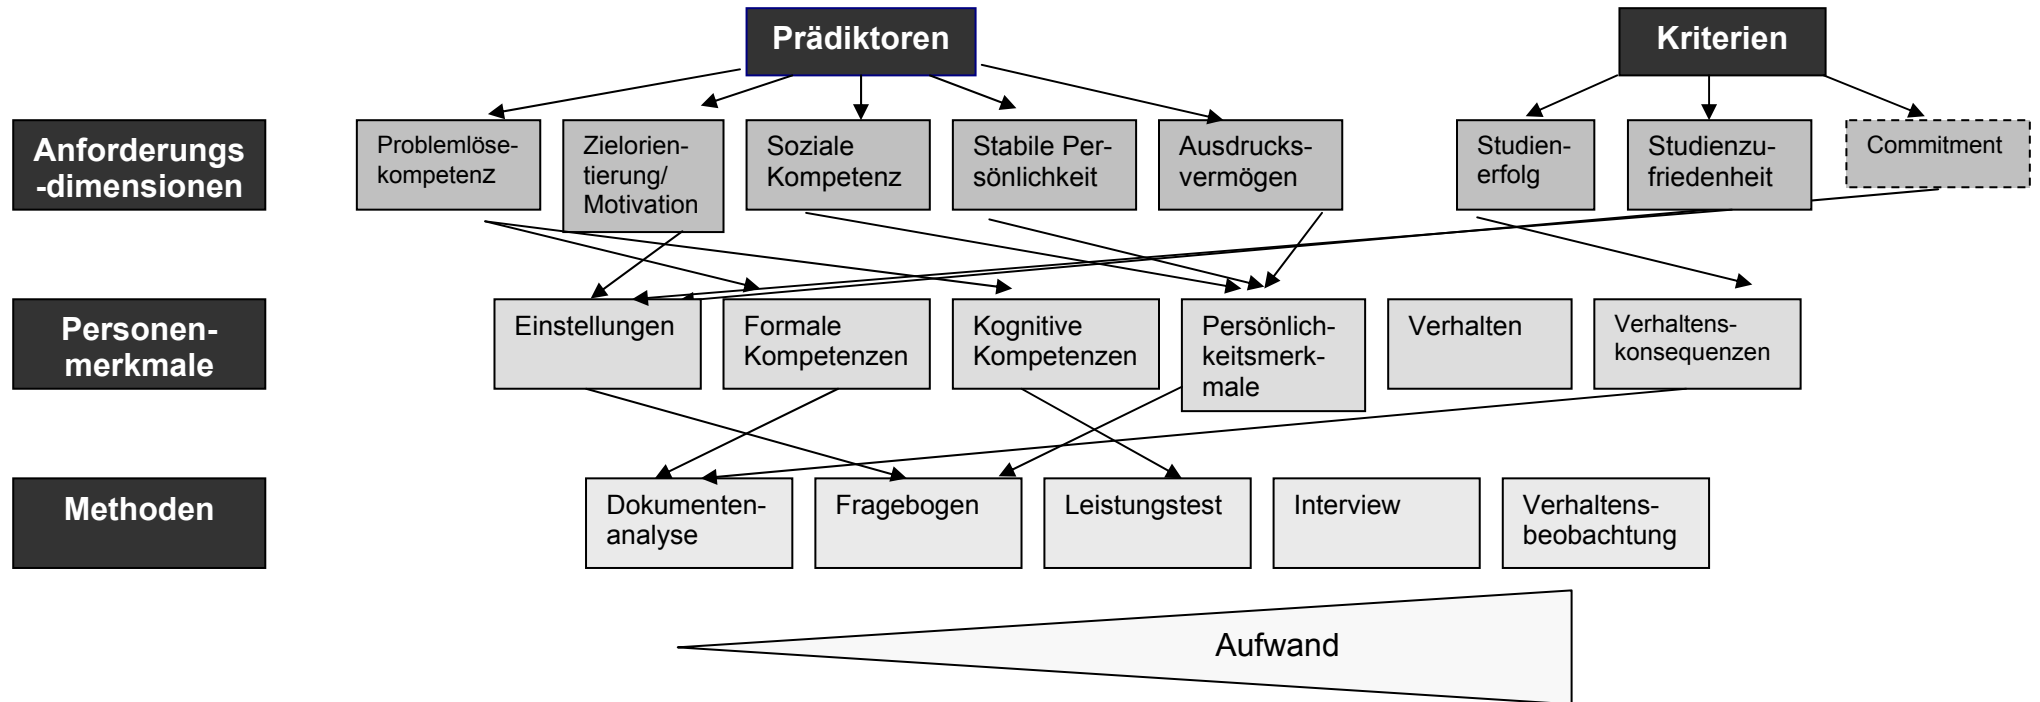 Prädiktoren
Kriterien
Anforderungs
-dimensionen
Problemlöse-
kompetenz
Zielorien-
tierung/
Motivation
Soziale
Kompetenz
Stabile Per-
sönlichkeit
Ausdrucks-
vermögen
Studien-
erfolg
Studienzu-
friedenheit
Commitment
Personen-
merkmale
Einstellungen
Formale
Kompetenzen
Kognitive
Kompetenzen
Persönlich-
keitsmerk-
male
Verhalten
Verhaltens-
konsequenzen
Methoden
Dokumenten-
analyse
Fragebogen
Leistungstest
Interview
Verhaltens-
beobachtung
Aufwand